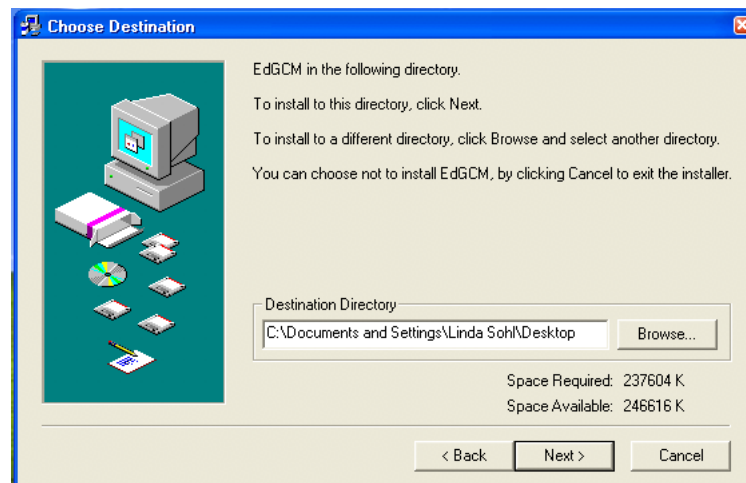 Choose Destination
EdGCM in the following directory.
To install to this directory, click Next.
To install to a different directory, click Browse and select another directory.
You can choose not to install EdGCM, by clicking Cancel to exit the installer.
Destination Directory
C:\Documents and Settings\Linda Sohl\Desktop
Browse...
Space Required: 237604 K
Space Available: 246616 K
< Back
Next >
Cancel